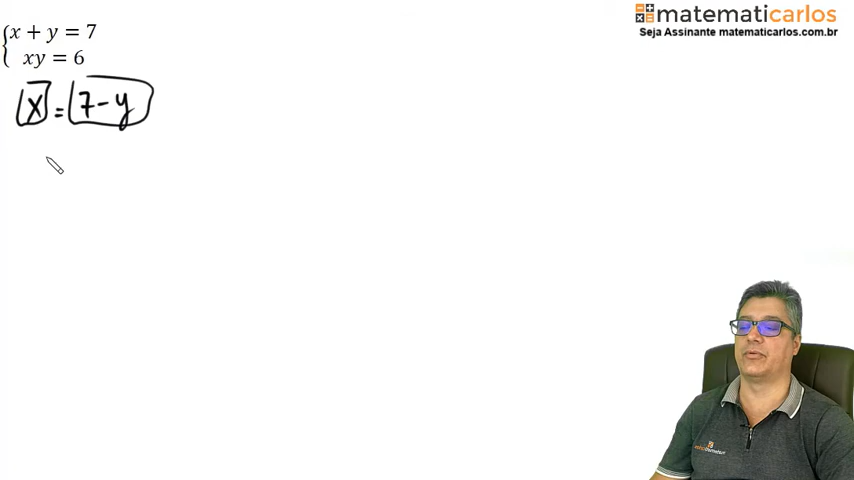 x + y = 7
xy = 6
x = 7 - y
matematicarlos
Seja Assinante matematicarlos.com.br